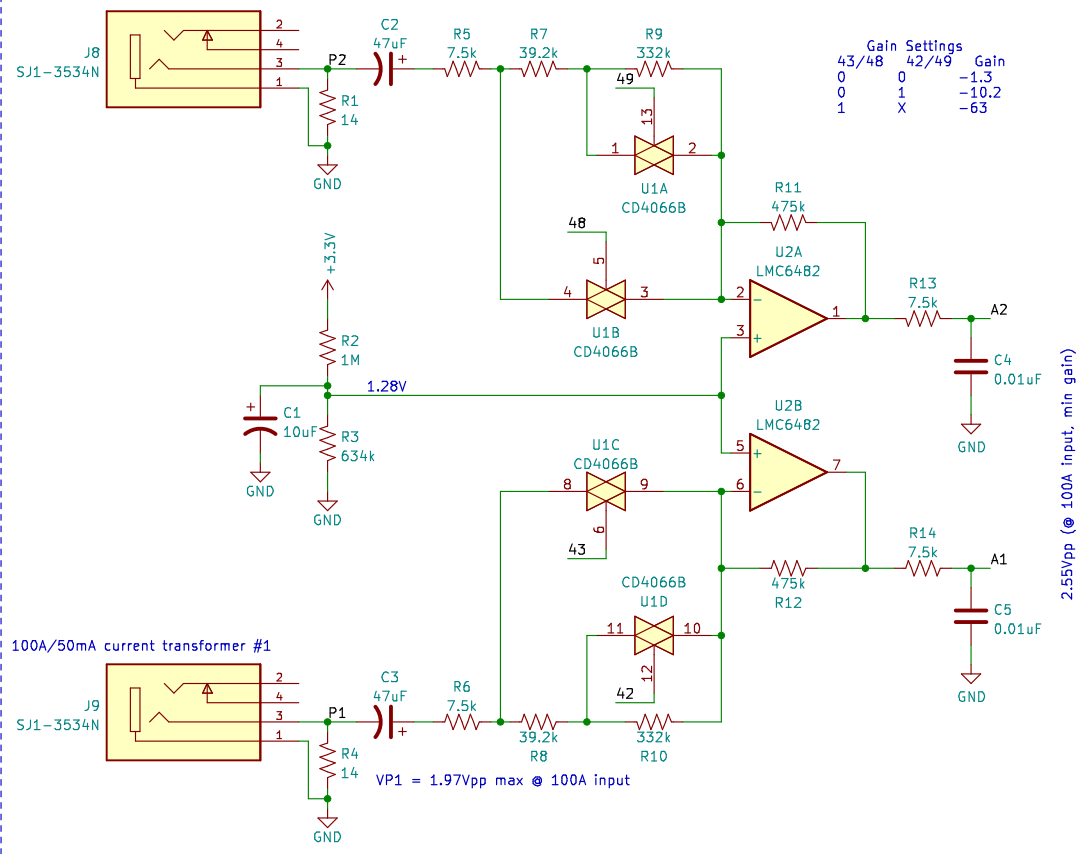 C2
47uF
R5
7.5k
R7
39.2k
R9
332k
J8
SJ1-3534N
2
4
3
1
P2
R1
14
GND
49
13
1
2
U1A
CD4066B
Gain Settings
43/48 42/49 Gain
0 0 -1.3
0 1 -10.2
1 X -63
R11
475k
48
5
4
3
U1B
CD4066B
U2A
LMC6482
2
3
1
R13
7.5k
A2
C4
0.01uF
GND
+3.3V
R2
1M
1.28V
C1
10uF
GND
R3
634k
GND
U2B
LMC6482
5
6
7
U1C
CD4066B
8
9
6
43
R14
7.5k
A1
C5
0.01uF
GND
475k
R12
CD4066B
U1D
11
10
12
42
100A/50mA current transformer #1
J9
SJ1-3534N
2
4
3
1
P1
R4
14
GND
C3
47uF
R6
7.5k
39.2k
R8
332k
R10
VP1 = 1.97Vpp max @ 100A input
2.55Vpp (@ 100A input, min gain)